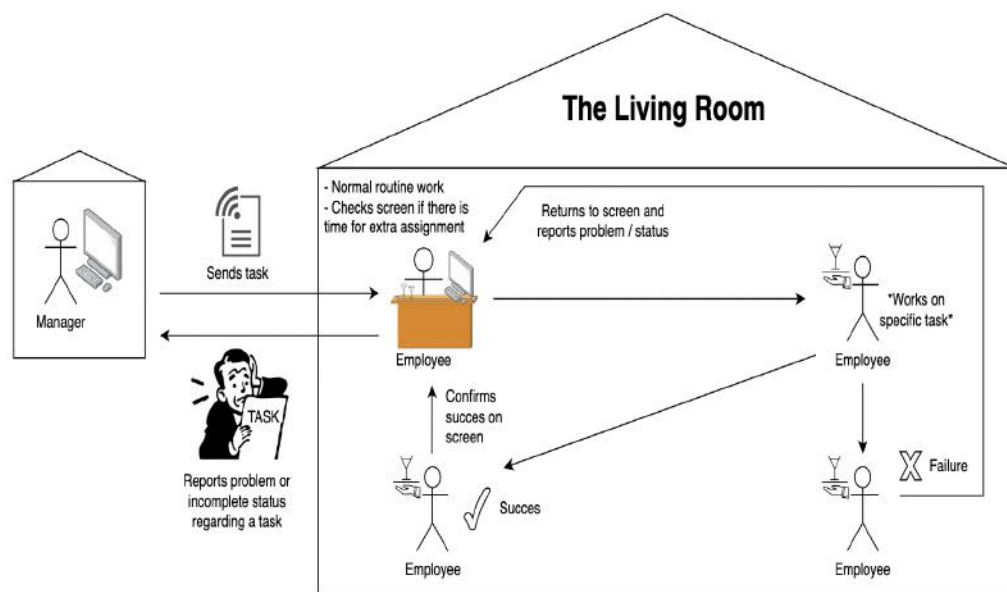 The Living Room
- Normal routine work
- Checks screen if there is
time for extra assignment
Returns to screen and
reports problem / status
Sends task
Manager
Employee
*Works on
specific task*
Employee
TASK
Confirms
succes on
screen
Reports problem or
incomplete status
regarding a task
Succes
Employee
Failure
Employee